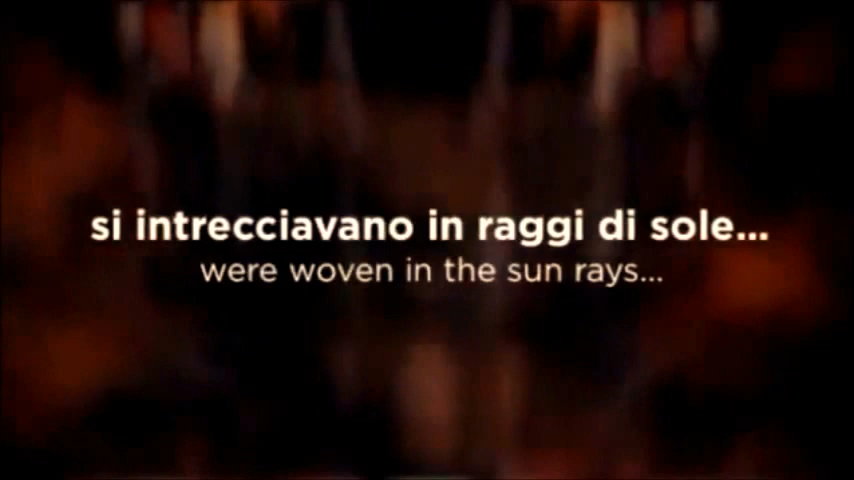 si intrecciavano in raggi di sole...
were woven in the sun rays...